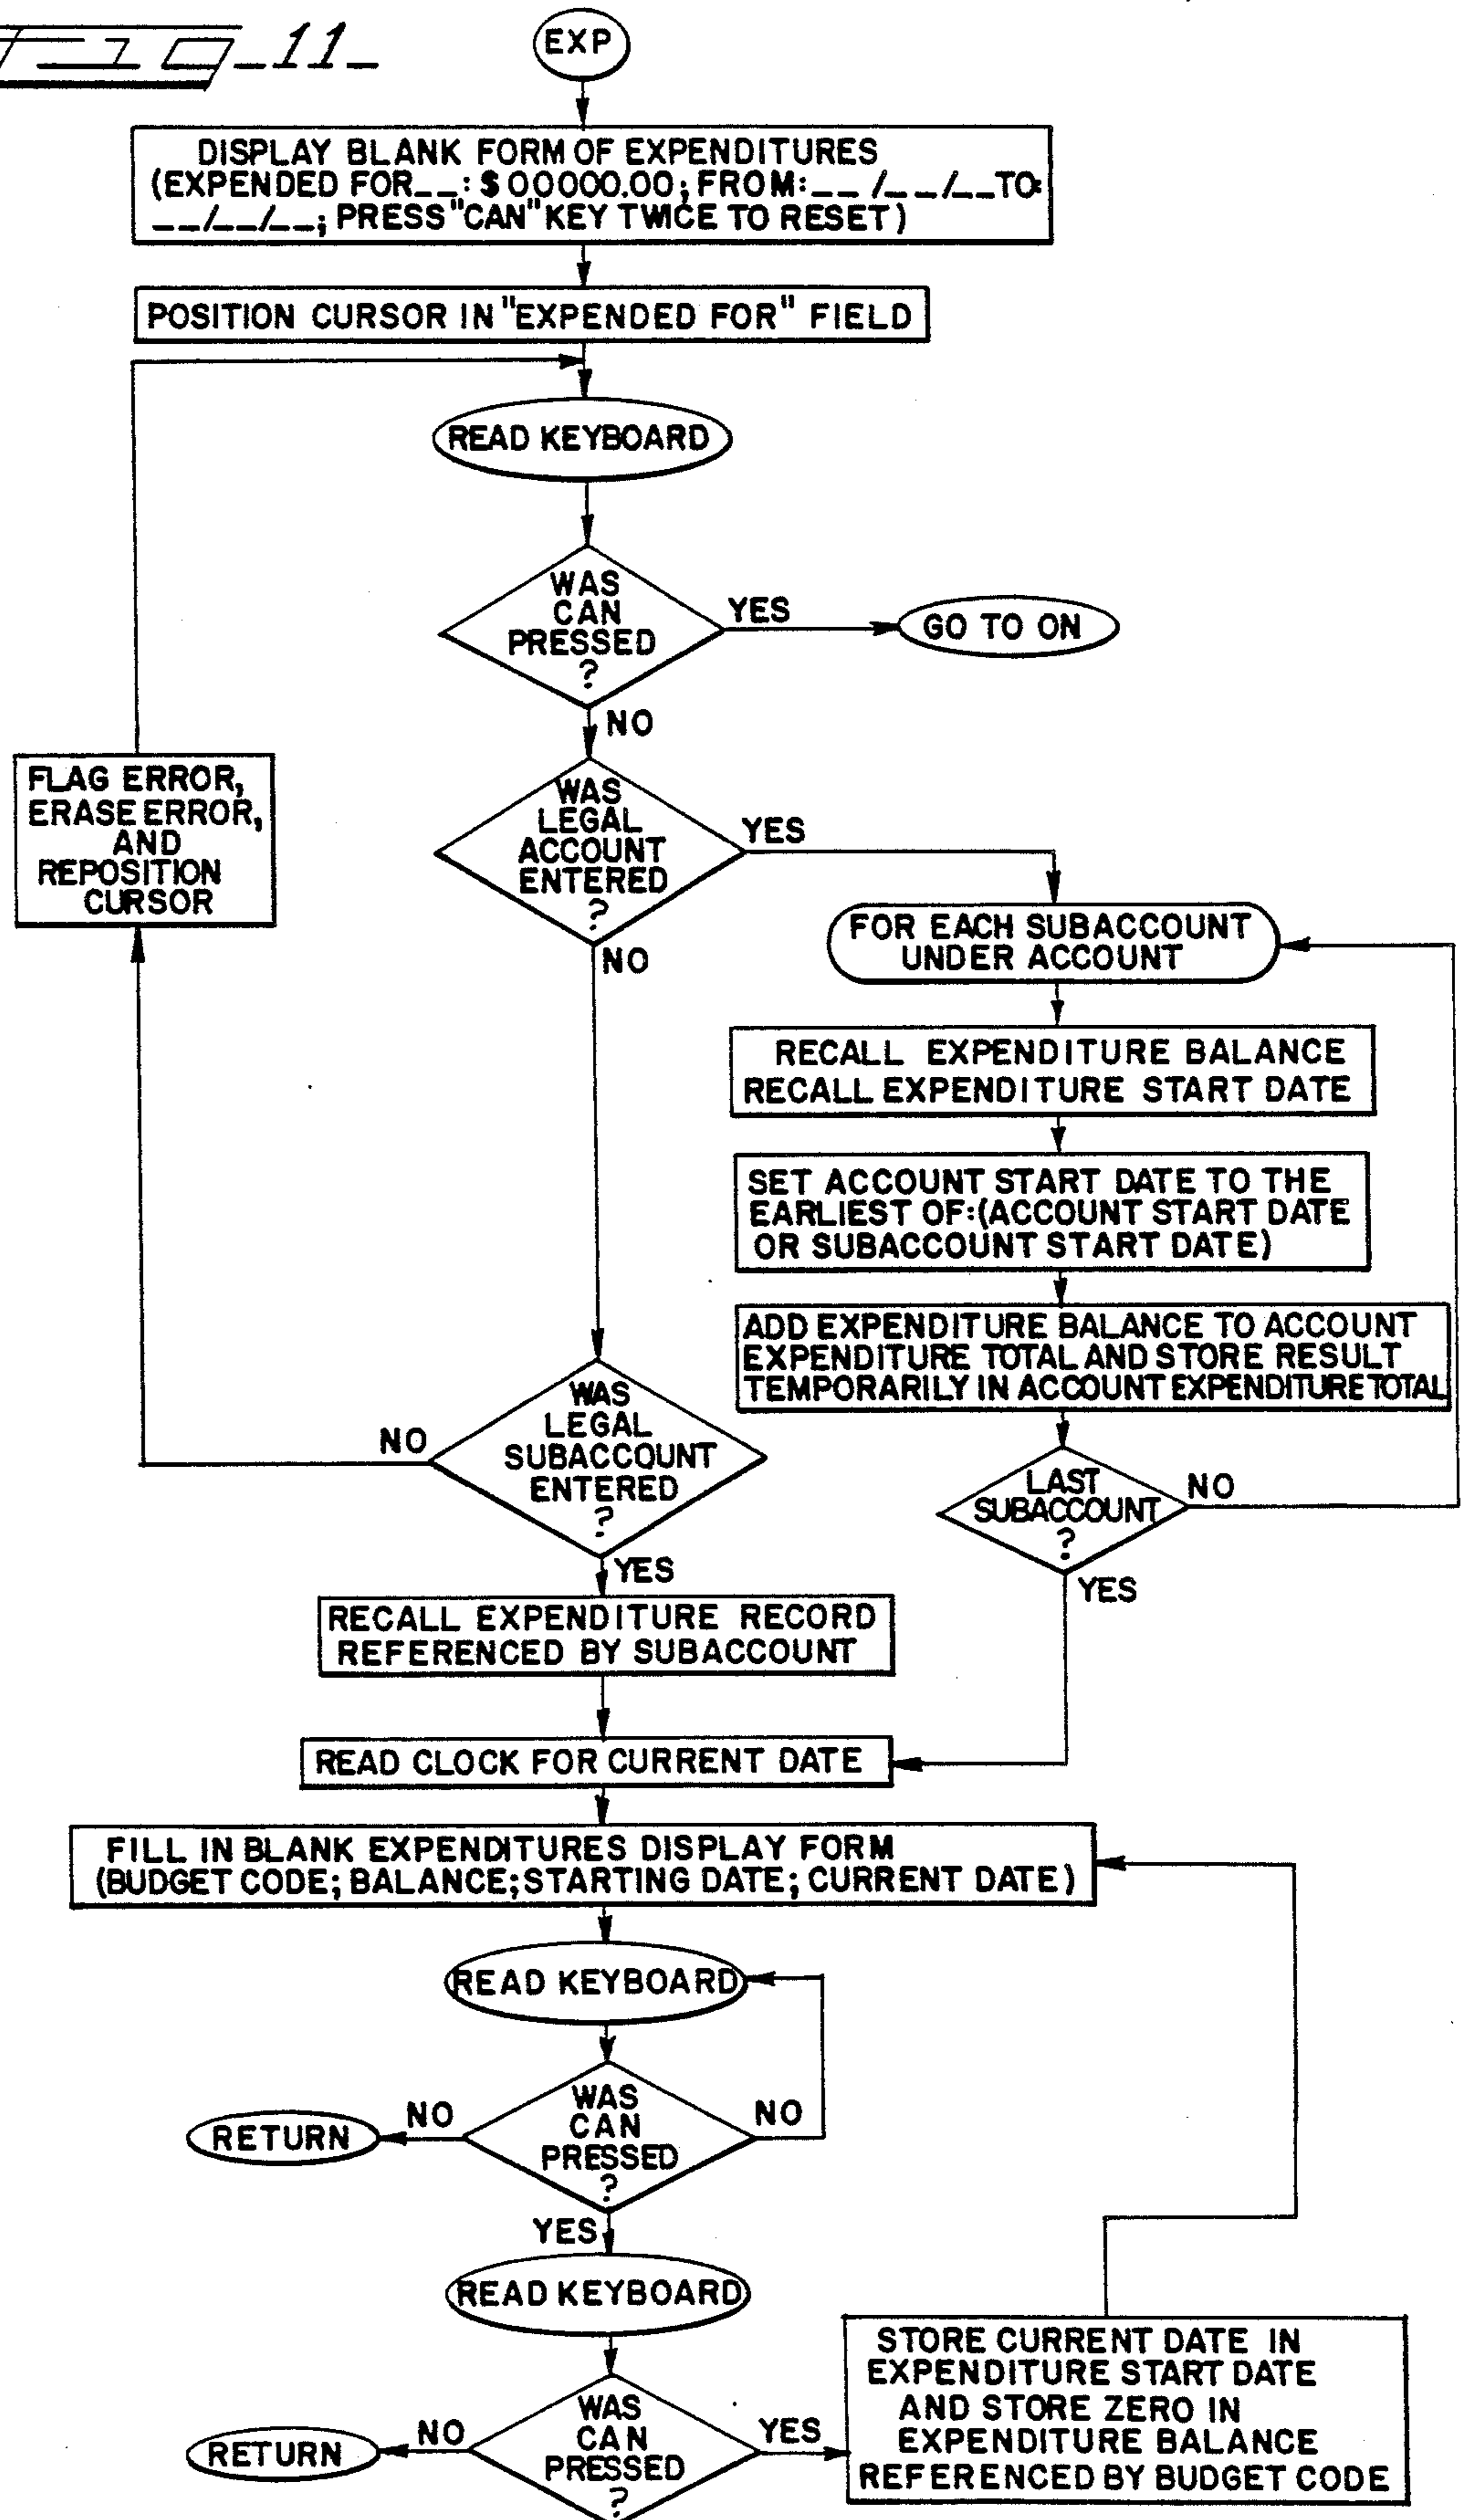 FIG_11_
EXP
DISPLAY BLANK FORM OF EXPENDITURES
(EXPENDED FOR__:$00000.00; FROM:__/__/__TO:
__/__/__; PRESS "CAN" KEY TWICE TO RESET)
POSITION CURSOR IN "EXPENDED FOR" FIELD
READ KEYBOARD
WAS
CAN
PRESSED
?
YES
GO TO ON
NO
FLAG ERROR,
ERASE ERROR,
AND
REPOSITION
CURSOR
WAS
LEGAL
ACCOUNT
ENTERED
?
YES
NO
FOR EACH SUBACCOUNT
UNDER ACCOUNT
RECALL EXPENDITURE BALANCE
RECALL EXPENDITURE START DATE
SET ACCOUNT START DATE TO THE
EARLIEST OF:(ACCOUNT START DATE
OR SUBACCOUNT START DATE)
ADD EXPENDITURE BALANCE TO ACCOUNT
EXPENDITURE TOTAL AND STORE RESULT
TEMPORARILY IN ACCOUNT EXPENDITURE TOTAL
WAS
LEGAL
SUBACCOUNT
ENTERED
?
NO
YES
LAST
SUBACCOUNT
?
NO
YES
RECALL EXPENDITURE RECORD
REFERENCED BY SUBACCOUNT
READ CLOCK FOR CURRENT DATE
FILL IN BLANK EXPENDITURES DISPLAY FORM
(BUDGET CODE; BALANCE; STARTING DATE; CURRENT DATE)
READ KEYBOARD
WAS
CAN
PRESSED
?
NO
RETURN
NO
YES
READ KEYBOARD
WAS
CAN
PRESSED
?
NO
RETURN
YES
STORE CURRENT DATE IN
EXPENDITURE START DATE
AND STORE ZERO IN
EXPENDITURE BALANCE
REFERENCED BY BUDGET CODE